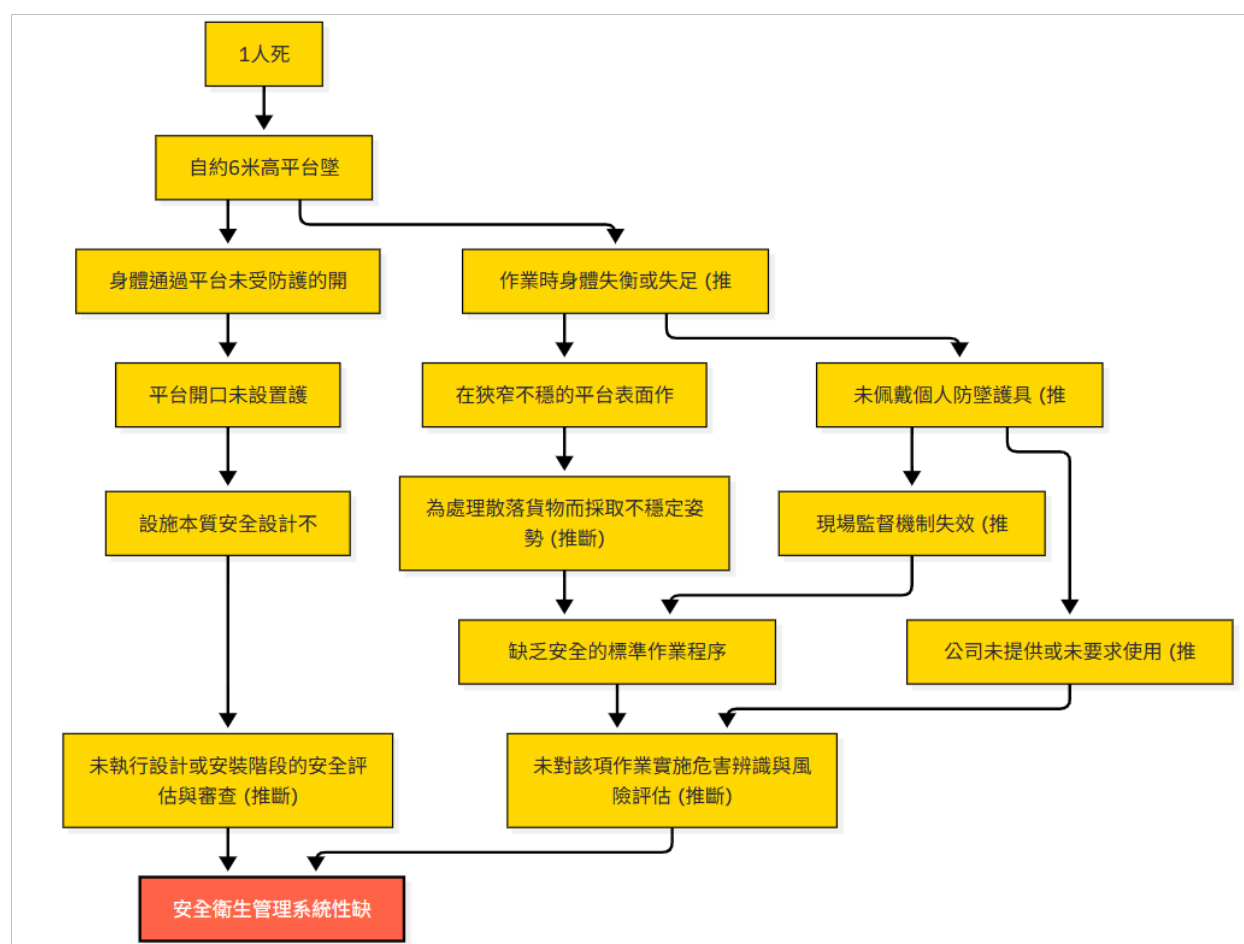 1人死
自約6米高平台墜
身體通過平台未受防護的開
作業時身體失衡或失足 (推
平台開口未設置護
在狹窄不穩的平台表面作
未佩戴個人防墜護具 (推
設施本質安全設計不
為處理散落貨物而採取不穩定姿
勢 (推斷)
現場監督機制失效 (推
缺乏安全的標準作業程序
公司未提供或未要求使用 (推
未執行設計或安裝階段的安全評
估與審查 (推斷)
未對該項作業實施危害辨識與風
險評估 (推斷)
安全衛生管理系統性缺